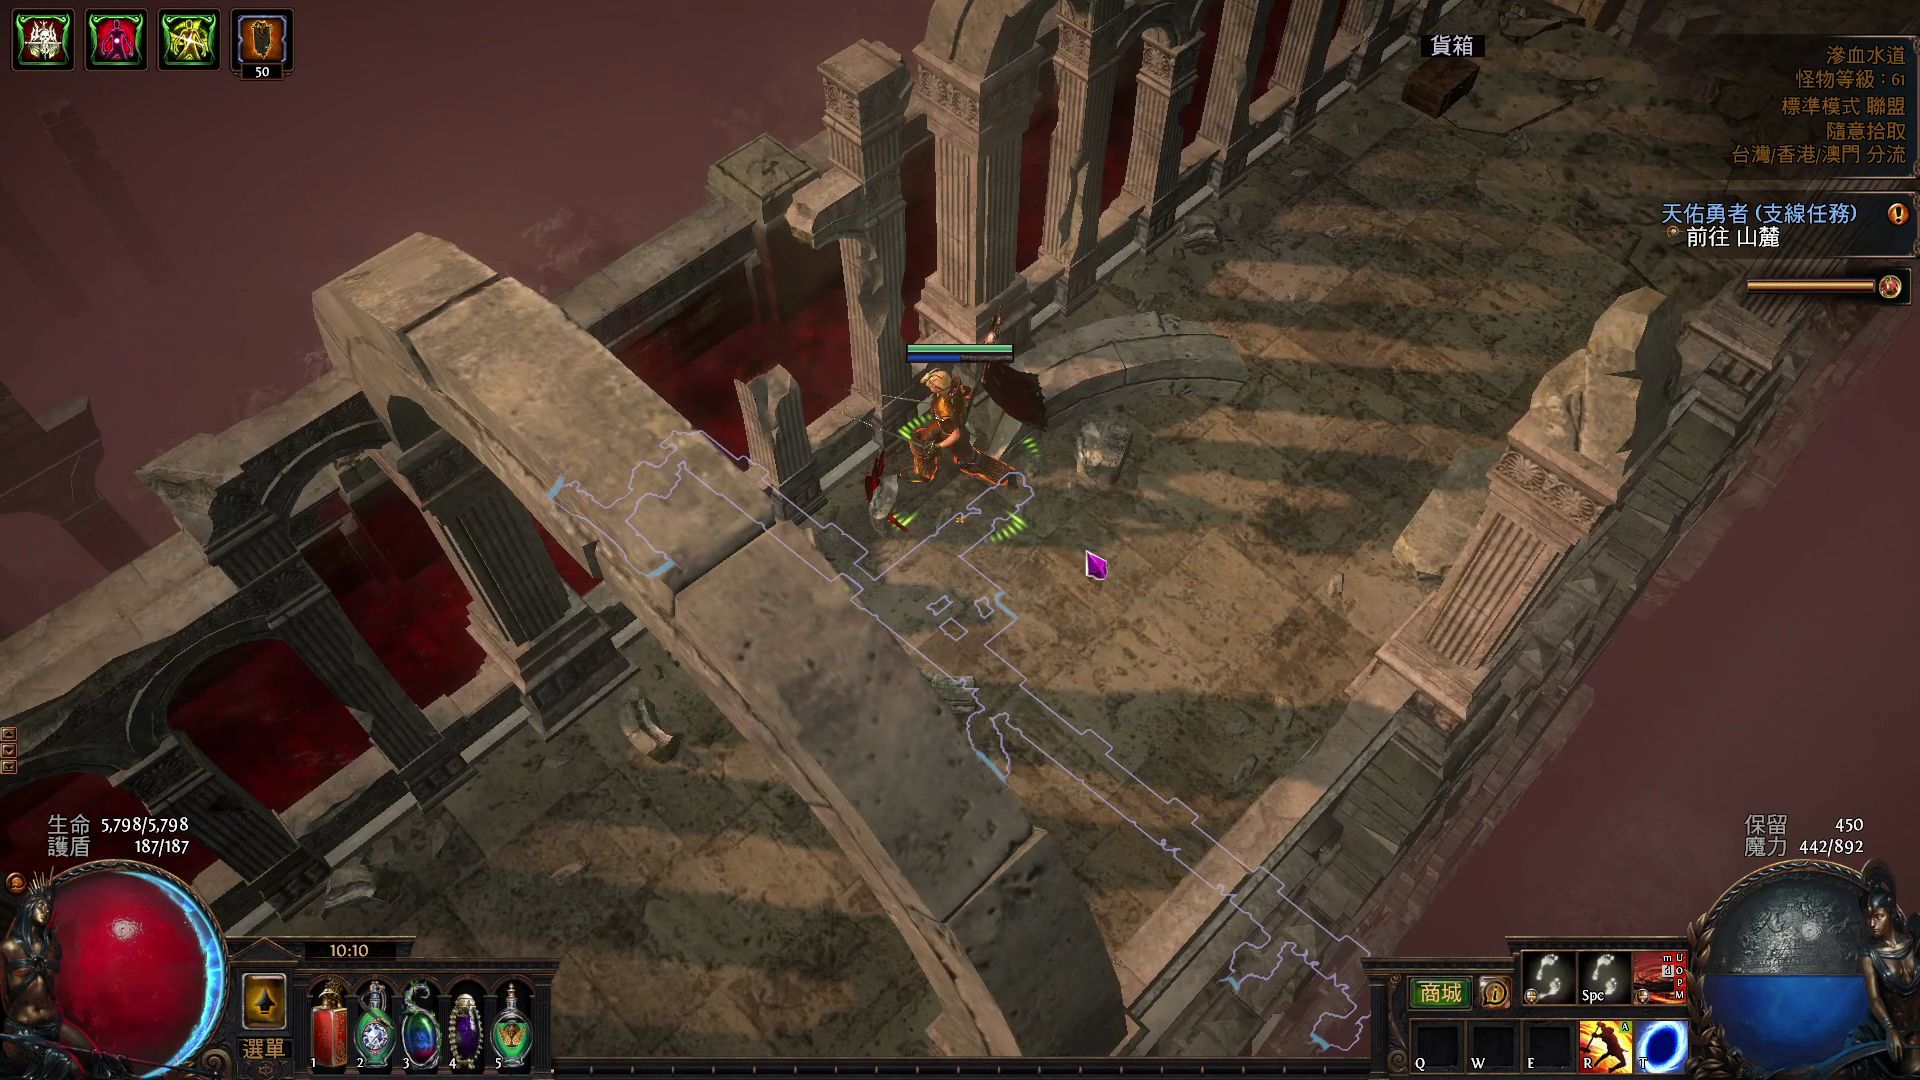 50
貨箱
滲血水道
怪物等級：61
標準模式 聯盟
隨意拾取
台灣/香港/澳門 分流
天佑勇者 (支線任務)
前往 山麓
生命 5,798/5,798
護盾 187/187
保留 450
魔力 442/892
10:10
選單
1 2 3 4 5
商城
Spc
m U
d O
P
M
Q W E R A T